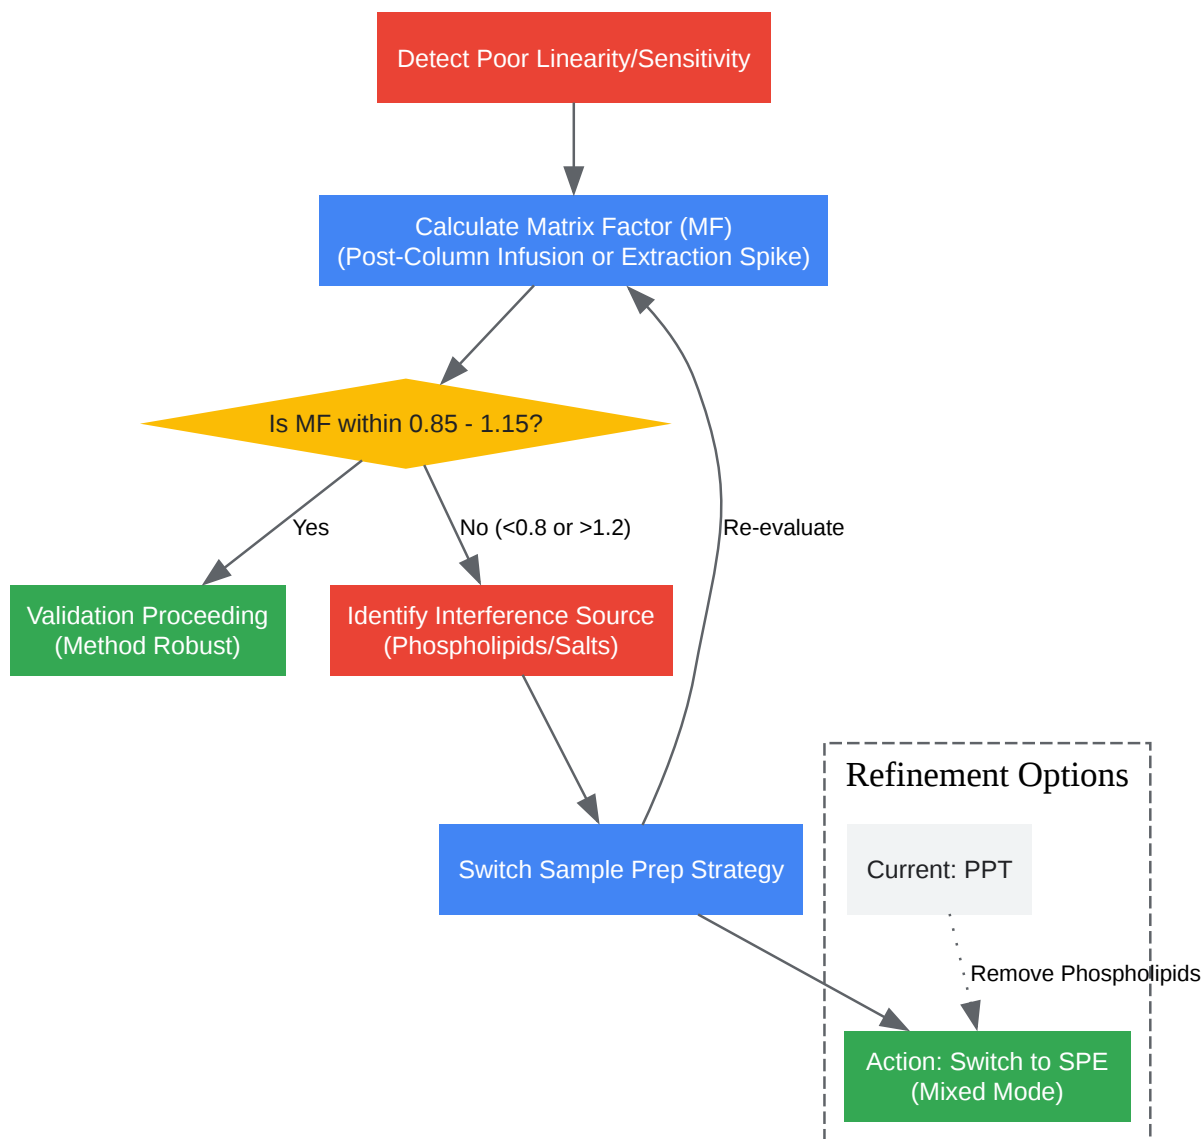 Detect Poor Linearity/Sensitivity
Calculate Matrix Factor (MF)
(Post-Column Infusion or Extraction Spike)
Is MF within 0.85 - 1.15?
Yes
No (<0.8 or >1.2)
Re-evaluate
Validation Proceeding
(Method Robust)
Identify Interference Source
(Phospholipids/Salts)
Refinement Options
Switch Sample Prep Strategy
Current: PPT
Remove Phospholipids
Action: Switch to SPE
(Mixed Mode)